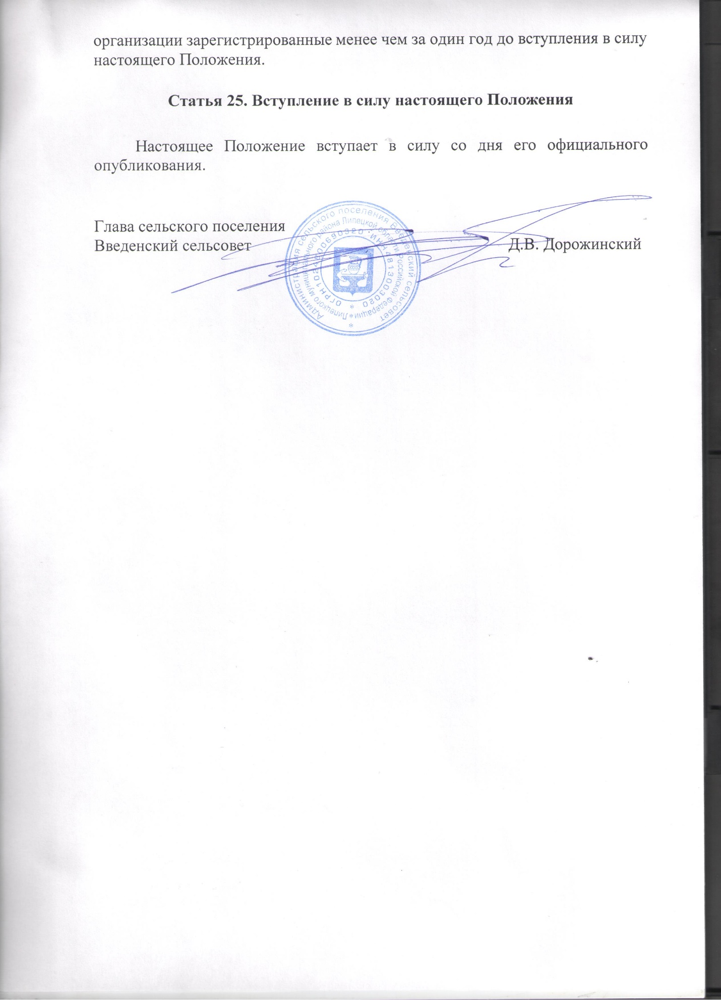 организации зарегистрированные менее чем за один год до вступления в силу
настоящего Положения.
Статья 25. Вступление в силу настоящего Положения
Настоящее Положение вступает в силу со дня его официального
опубликования.
Глава сельского поселения
Введенский сельсовет
Д.В. Дорожинский
Администрация сельского поселения Введенский сельсовет *
Липецкого муниципального района Липецкой области Российской Федерации *
ОГРН 1024800690320 · ИНН 4813003020 *